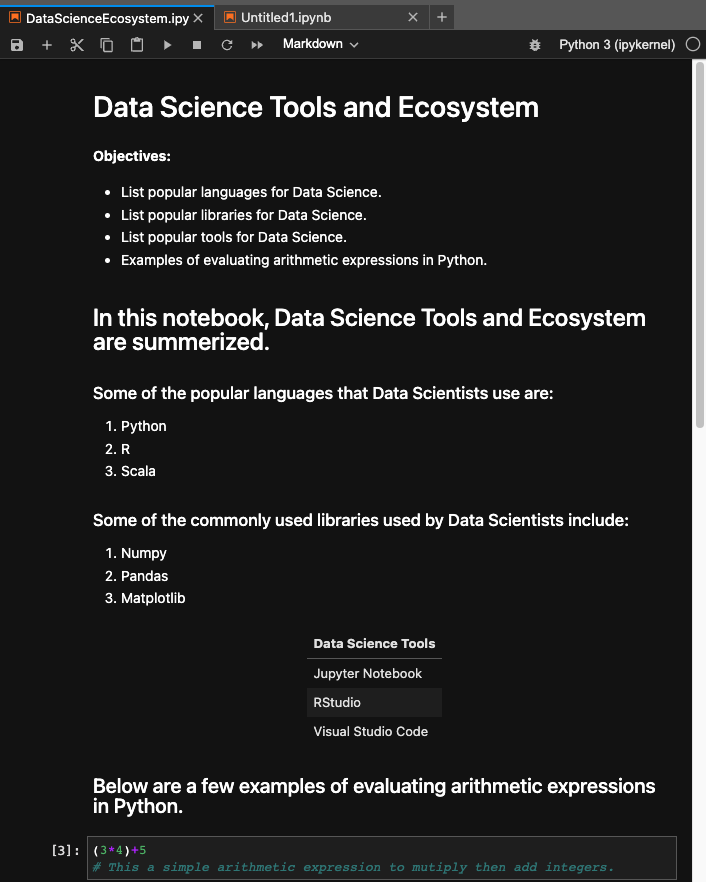 DataScienceEcosystem.ipy
Untitled1.ipynb
Markdown
Python 3 (ipykernel)
Data Science Tools and Ecosystem
Objectives:
• List popular languages for Data Science.
• List popular libraries for Data Science.
• List popular tools for Data Science.
• Examples of evaluating arithmetic expressions in Python.
In this notebook, Data Science Tools and Ecosystem
are summerized.
Some of the popular languages that Data Scientists use are:
1. Python
2. R
3. Scala
Some of the commonly used libraries used by Data Scientists include:
1. Numpy
2. Pandas
3. Matplotlib
Data Science Tools
Jupyter Notebook
RStudio
Visual Studio Code
Below are a few examples of evaluating arithmetic expressions
in Python.
[3]: (3*4)+5
# This a simple arithmetic expression to mutiply then add integers.